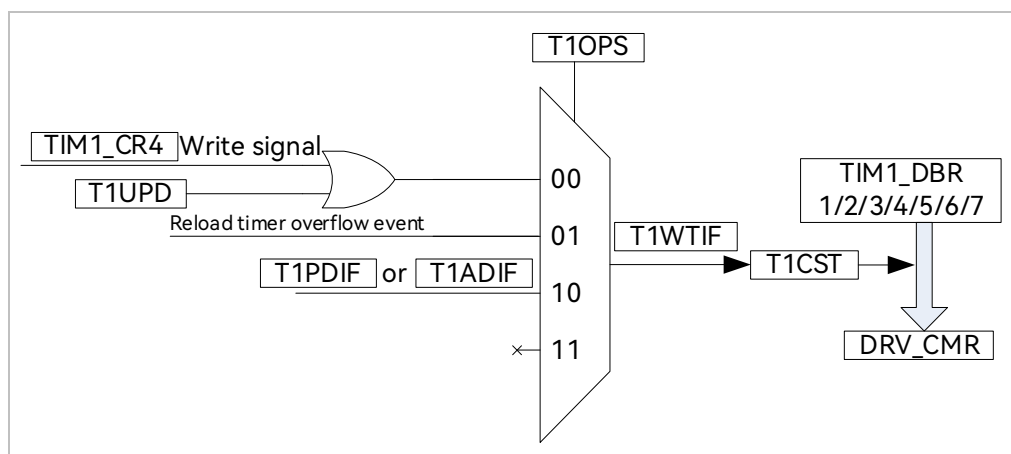 T1OPS
TIM1_CR4 Write signal
T1UPD
Reload timer overflow event
T1PDIF or T1ADIF
00
01
10
11
T1WTIF
T1CST
TIM1_DBR
1/2/3/4/5/6/7
DRV_CMR